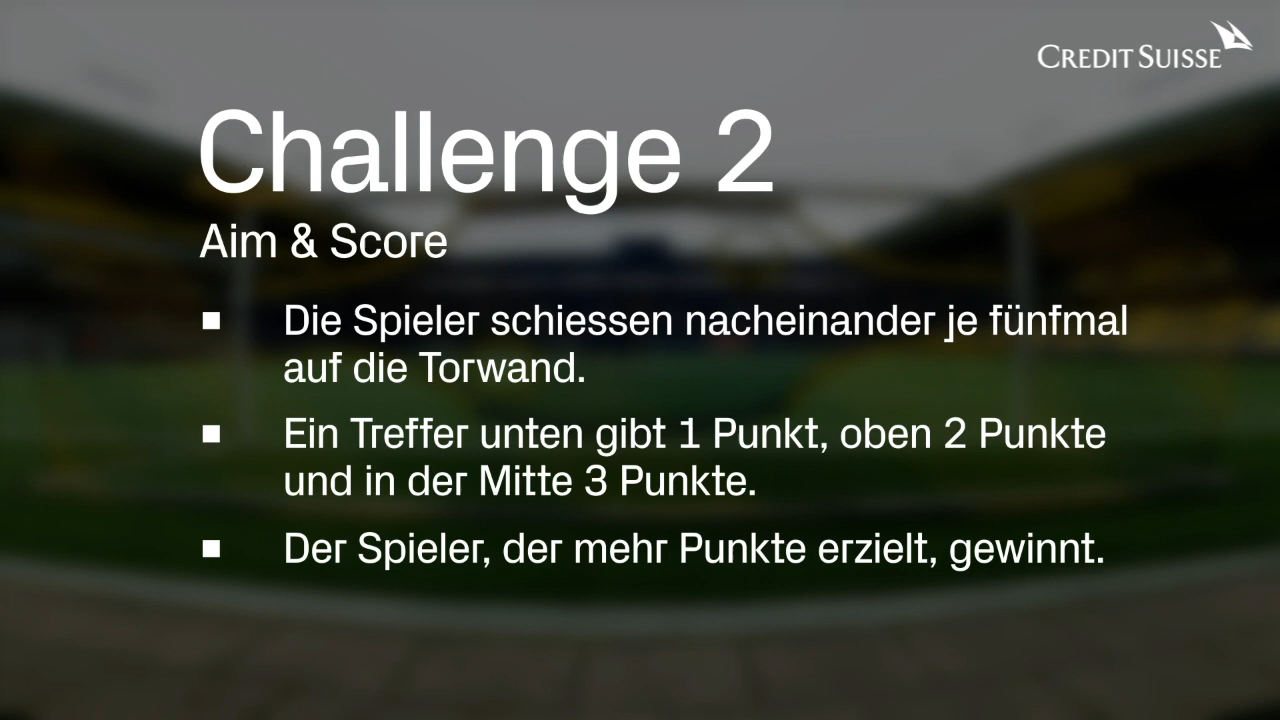 CREDIT SUISSE
Challenge 2
Aim & Score
▪ Die Spieler schiessen nacheinander je fünfmal
auf die Torwand.
▪ Ein Treffer unten gibt 1 Punkt, oben 2 Punkte
und in der Mitte 3 Punkte.
▪ Der Spieler, der mehr Punkte erzielt, gewinnt.